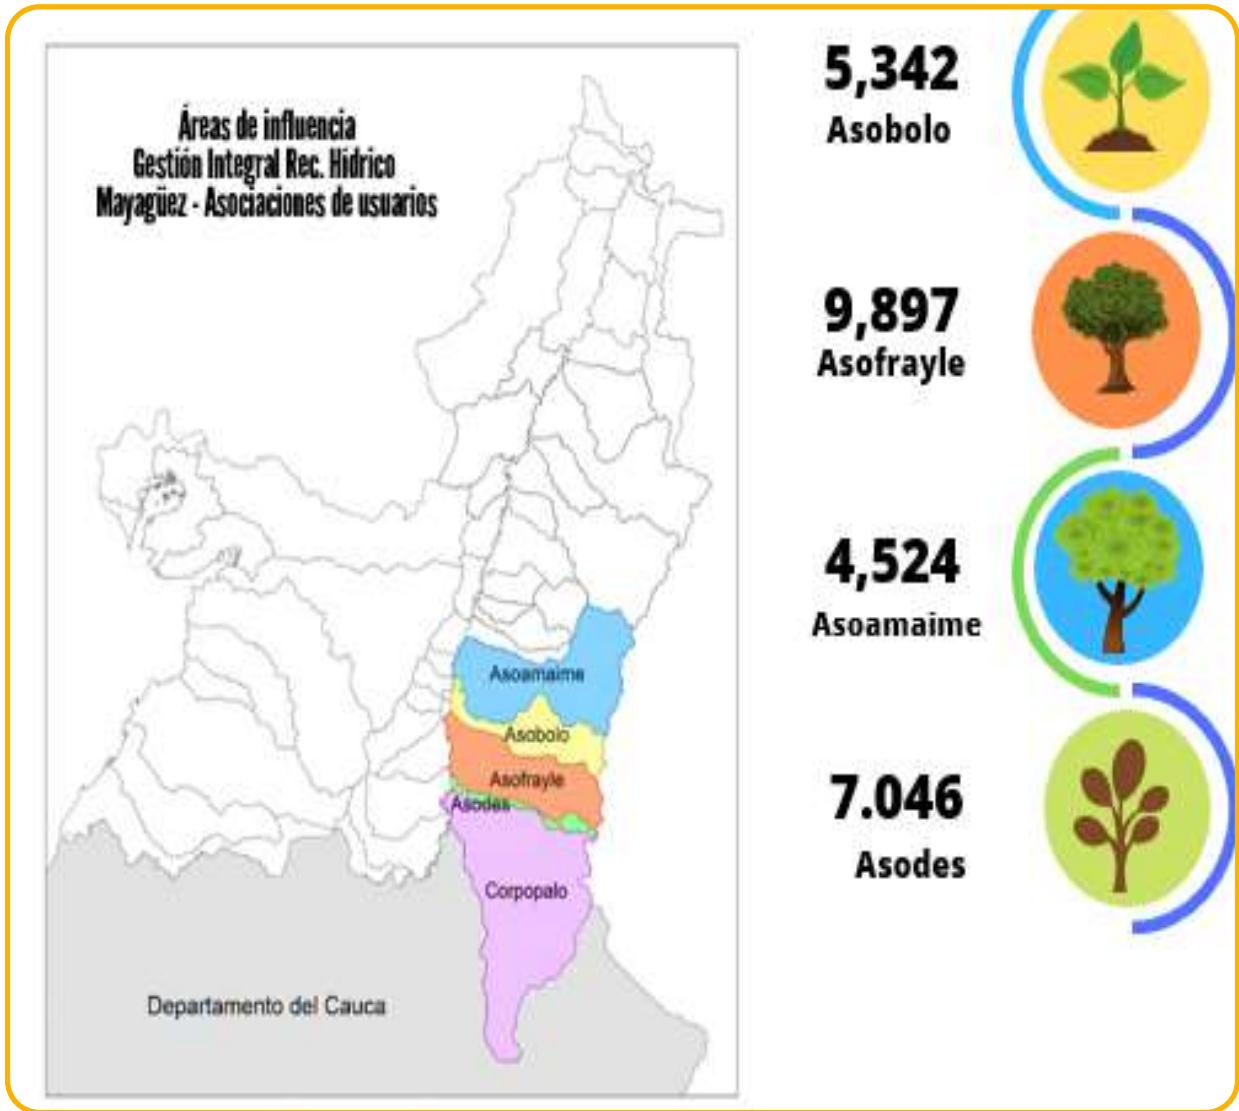 Áreas de influencia
Gestión Integral Rec. Hídrico
Mayagüez - Asociaciones de usuarios
Asoamaime
Asobolo
Asofrayle
Asodes
Corpopalo
Departamento del Cauca
5,342
Asobolo
9,897
Asofrayle
4,524
Asoamaime
7.046
Asodes